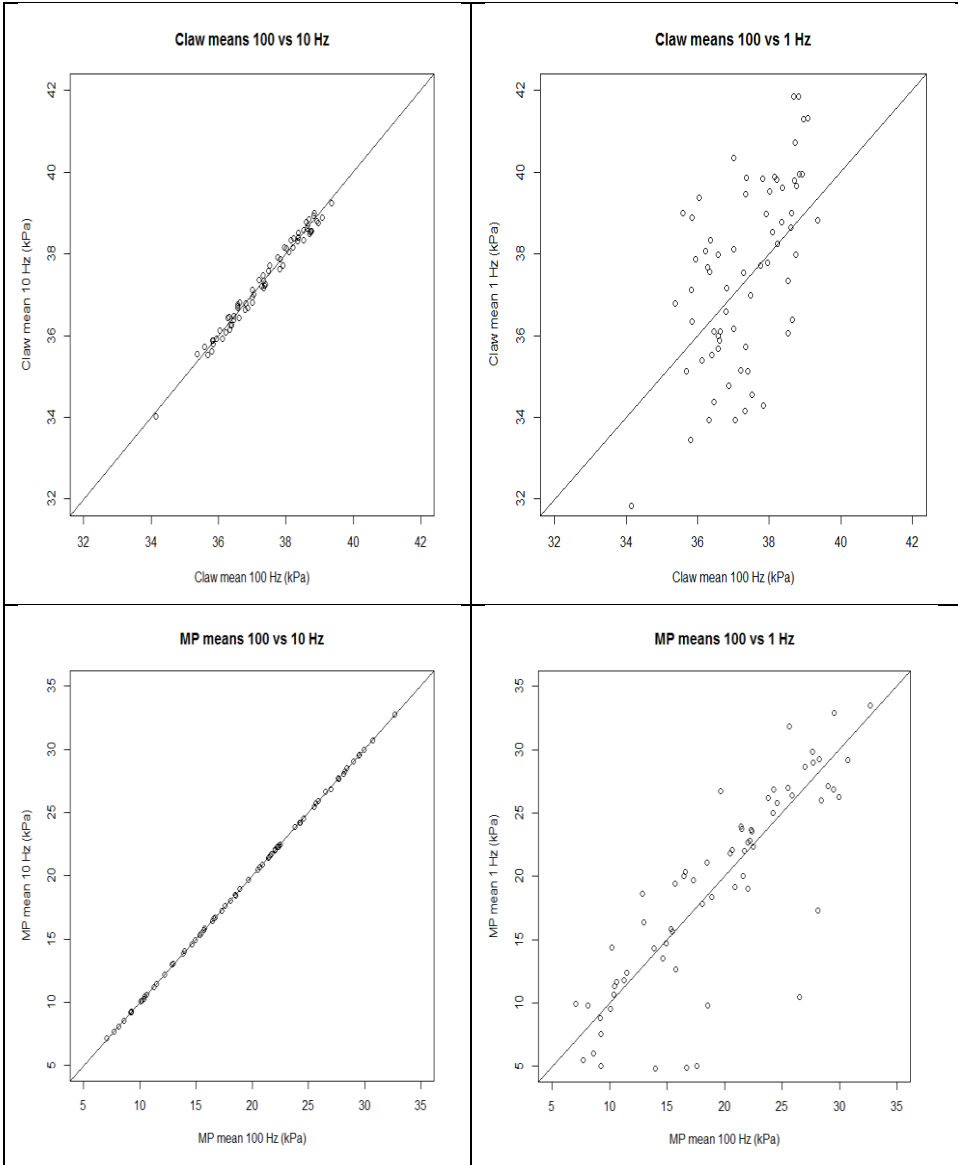 Claw means 100 vs 10 Hz
42
40
38
36
34
32
Claw mean 10 Hz (kPa)
32 34 36 38 40 42
Claw mean 100 Hz (kPa)
Claw means 100 vs 1 Hz
42
40
38
36
34
32
Claw mean 1 Hz (kPa)
32 34 36 38 40 42
Claw mean 100 Hz (kPa)
MP means 100 vs 10 Hz
35
30
25
20
15
10
5
MP mean 10 Hz (kPa)
5 10 15 20 25 30 35
MP mean 100 Hz (kPa)
MP means 100 vs 1 Hz
35
30
25
20
15
10
5
MP mean 1 Hz (kPa)
5 10 15 20 25 30 35
MP mean 100 Hz (kPa)